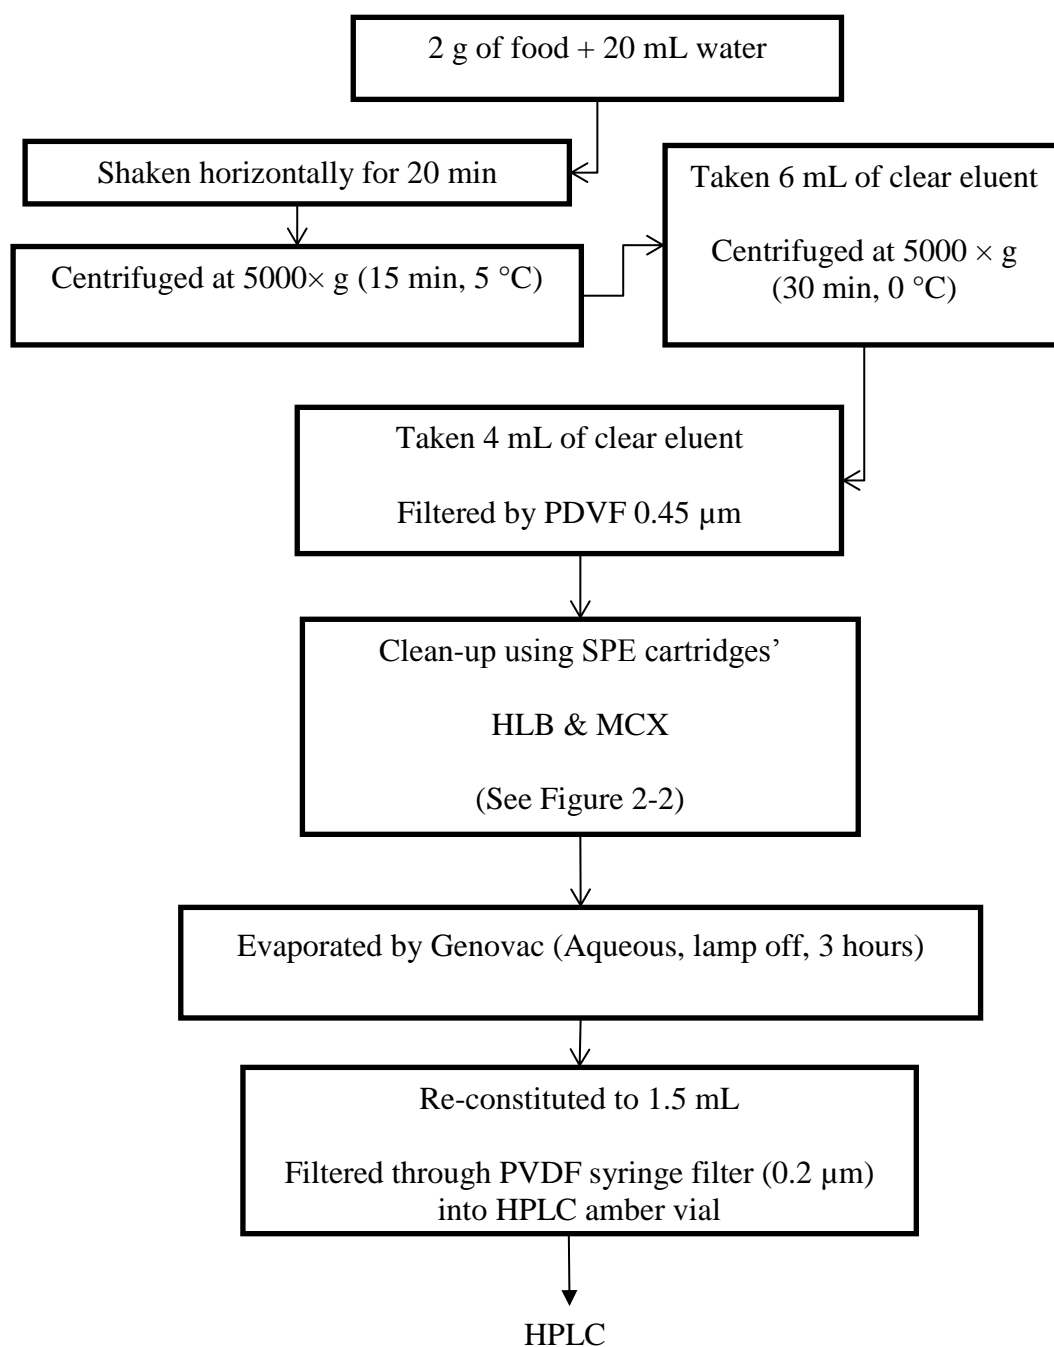 2 g of food + 20 mL water
Shaken horizontally for 20 min
Centrifuged at 5000× g (15 min, 5 °C)
Taken 6 mL of clear eluent
Centrifuged at 5000 × g
(30 min, 0 °C)
Taken 4 mL of clear eluent
Filtered by PDVF 0.45 µm
Clean-up using SPE cartridges’
HLB & MCX
(See Figure 2-2)
Evaporated by Genovac (Aqueous, lamp off, 3 hours)
Re-constituted to 1.5 mL
Filtered through PVDF syringe filter (0.2 µm)
into HPLC amber vial
HPLC